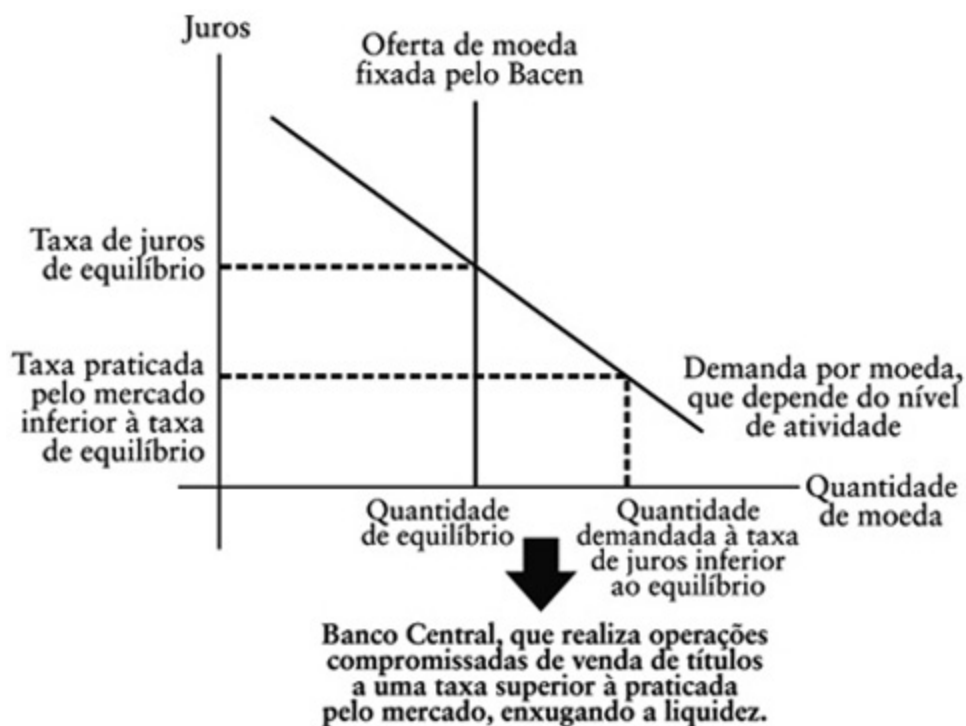 Juros
Oferta de moeda
fixada pelo Bacen
Taxa de juros
de equilíbrio
Taxa praticada
pelo mercado
inferior à taxa
de equilíbrio
Demanda por moeda,
que depende do nível
de atividade
Quantidade
de moeda
Quantidade
de equilíbrio
Quantidade
demandada à taxa
de juros inferior
ao equilíbrio
Banco Central, que realiza operações
compromissadas de venda de títulos
a uma taxa superior à praticada
pelo mercado, enxugando a liquidez.